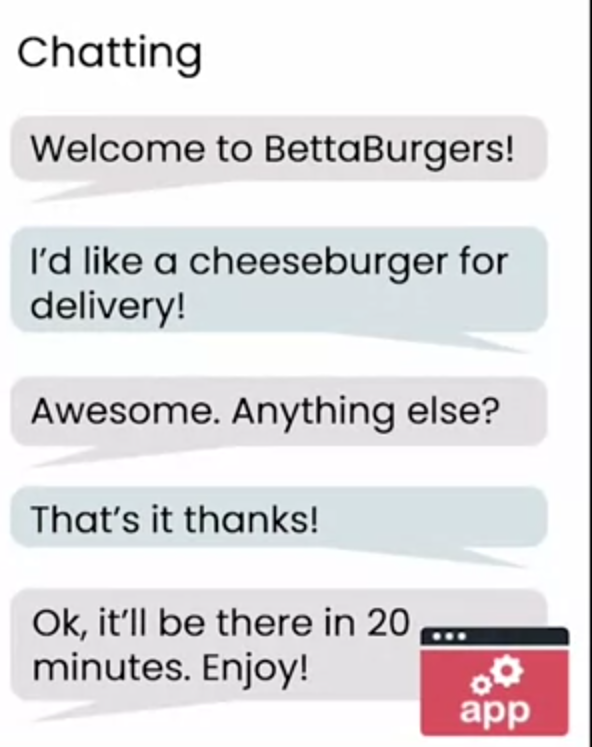 Chatting
Welcome to BettaBurgers!
I'd like a cheeseburger for
delivery!
Awesome. Anything else?
That's it thanks!
Ok, it'll be there in 20
minutes. Enjoy!
app